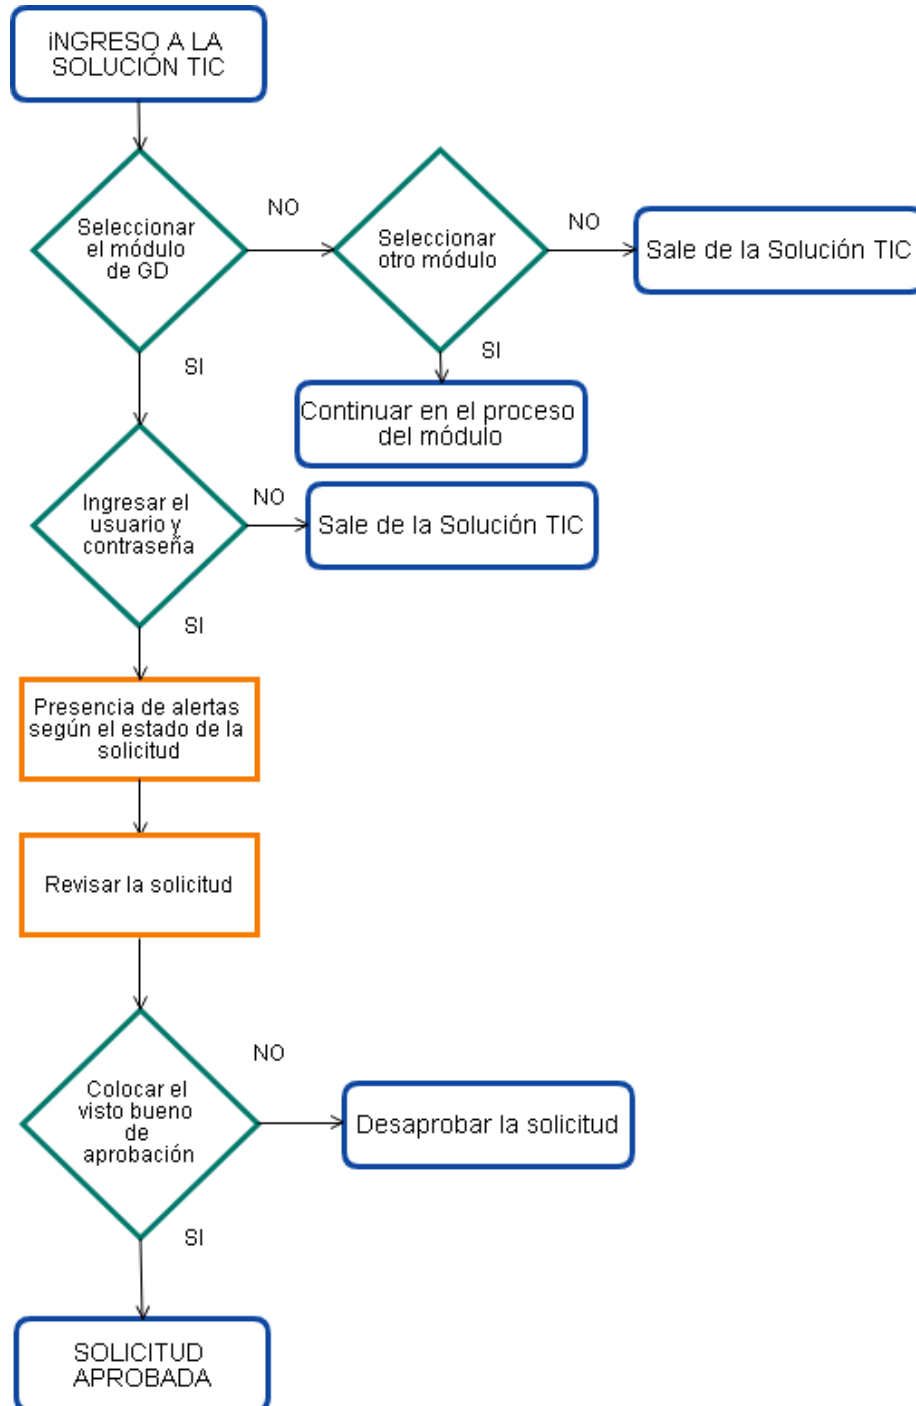 iNGRESO A LA
SOLUCIÓN TIC
Seleccionar
el módulo
de GD
NO
Seleccionar
otro módulo
NO
Sale de la Solución TIC
SI
SI
Continuar en el proceso
del módulo
Ingresar el
usuario y
contraseña
NO
Sale de la Solución TIC
SI
Presencia de alertas
según el estado de la
solicitud
Revisar la solicitud
Colocar el
visto bueno
de
aprobación
NO
Desaprobar la solicitud
SI
SOLICITUD
APROBADA